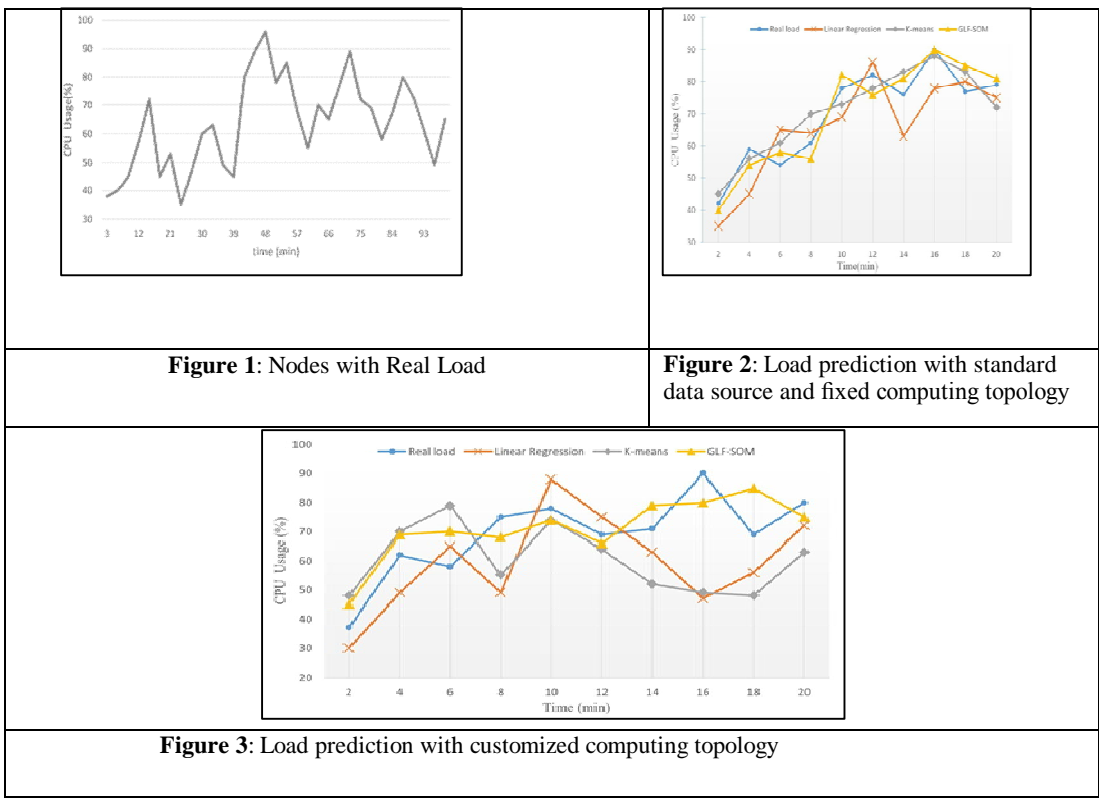 100
90
80
70
60
50
40
30
CPU Usage(%)
3 12 21 30 39 48 57 66 75 84 93
time (min)
Figure 1: Nodes with Real Load
100
90
80
70
60
50
40
30
CPU Usage (%)
Real load Linear Regression K-means GLF-SOM
2 4 6 8 10 12 14 16 18 20
Time(min)
Figure 2: Load prediction with standard
data source and fixed computing topology
100
90
80
70
60
50
40
30
20
CPU Usage (%)
Real load Linear Regression K-means GLF-SOM
2 4 6 8 10 12 14 16 18 20
Time (min)
Figure 3: Load prediction with customized computing topology